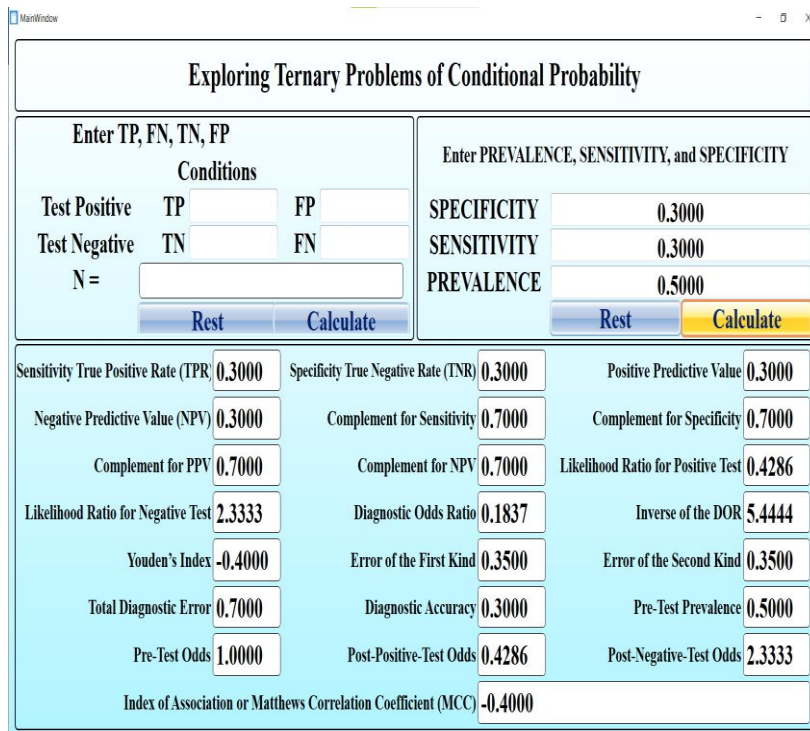 MainWindow
Exploring Ternary Problems of Conditional Probability
Enter TP, FN, TN, FP
Conditions
Test Positive TP FP
Test Negative TN FN
N =
Rest Calculate
Enter PREVALENCE, SENSITIVITY, and SPECIFICITY
SPECIFICITY 0.3000
SENSITIVITY 0.3000
PREVALENCE 0.5000
Rest Calculate
Sensitivity True Positive Rate (TPR) 0.3000 Specificity True Negative Rate (TNR) 0.3000 Positive Predictive Value 0.3000
Negative Predictive Value (NPV) 0.3000 Complement for Sensitivity 0.7000 Complement for Specificity 0.7000
Complement for PPV 0.7000 Complement for NPV 0.7000 Likelihood Ratio for Positive Test 0.4286
Likelihood Ratio for Negative Test 2.3333 Diagnostic Odds Ratio 0.1837 Inverse of the DOR 5.4444
Youden's Index -0.4000 Error of the First Kind 0.3500 Error of the Second Kind 0.3500
Total Diagnostic Error 0.7000 Diagnostic Accuracy 0.3000 Pre-Test Prevalence 0.5000
Pre-Test Odds 1.0000 Post-Positive-Test Odds 0.4286 Post-Negative-Test Odds 2.3333
Index of Association or Matthews Correlation Coefficient (MCC) -0.4000